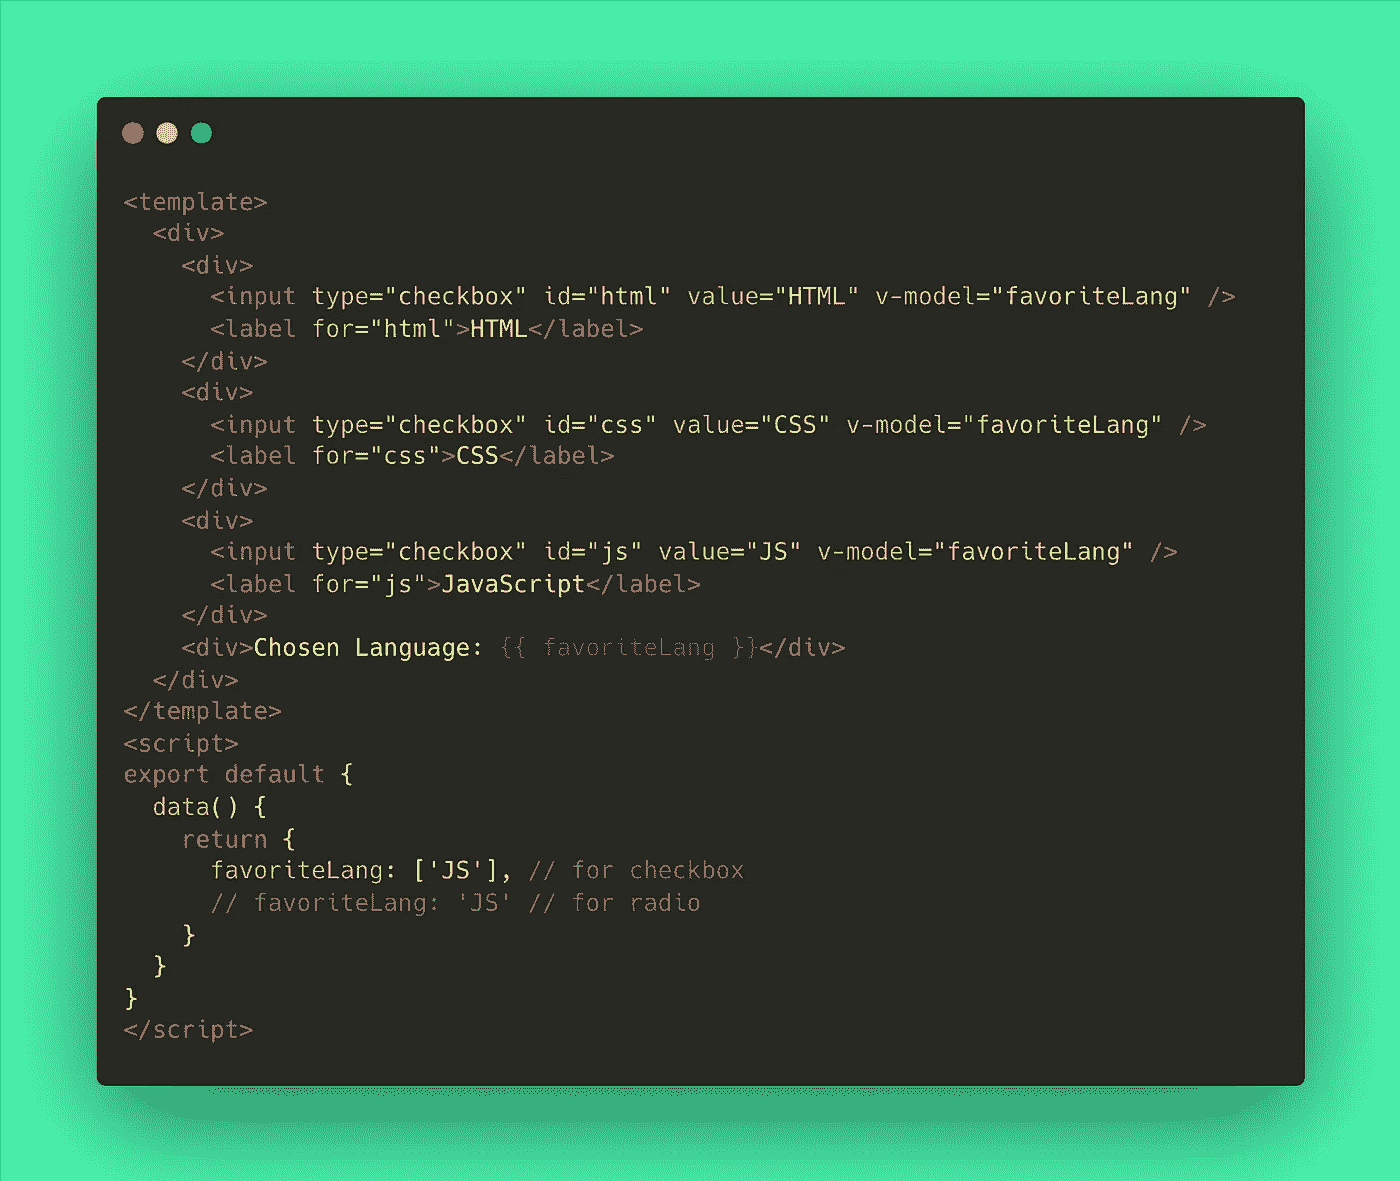 <template>
  <div>
    <div>
      <input type="checkbox" id="html" value="HTML" v-model="favoriteLang" />
      <label for="html">HTML</label>
    </div>
    <div>
      <input type="checkbox" id="css" value="CSS" v-model="favoriteLang" />
      <label for="css">CSS</label>
    </div>
    <div>
      <input type="checkbox" id="js" value="JS" v-model="favoriteLang" />
      <label for="js">JavaScript</label>
    </div>
    <div>Chosen Language: {{ favoriteLang }}</div>
  </div>
</template>
<script>
export default {
  data() {
    return {
      favoriteLang: ['JS'], // for checkbox
      // favoriteLang: 'JS' // for radio
    }
  }
}
</script>